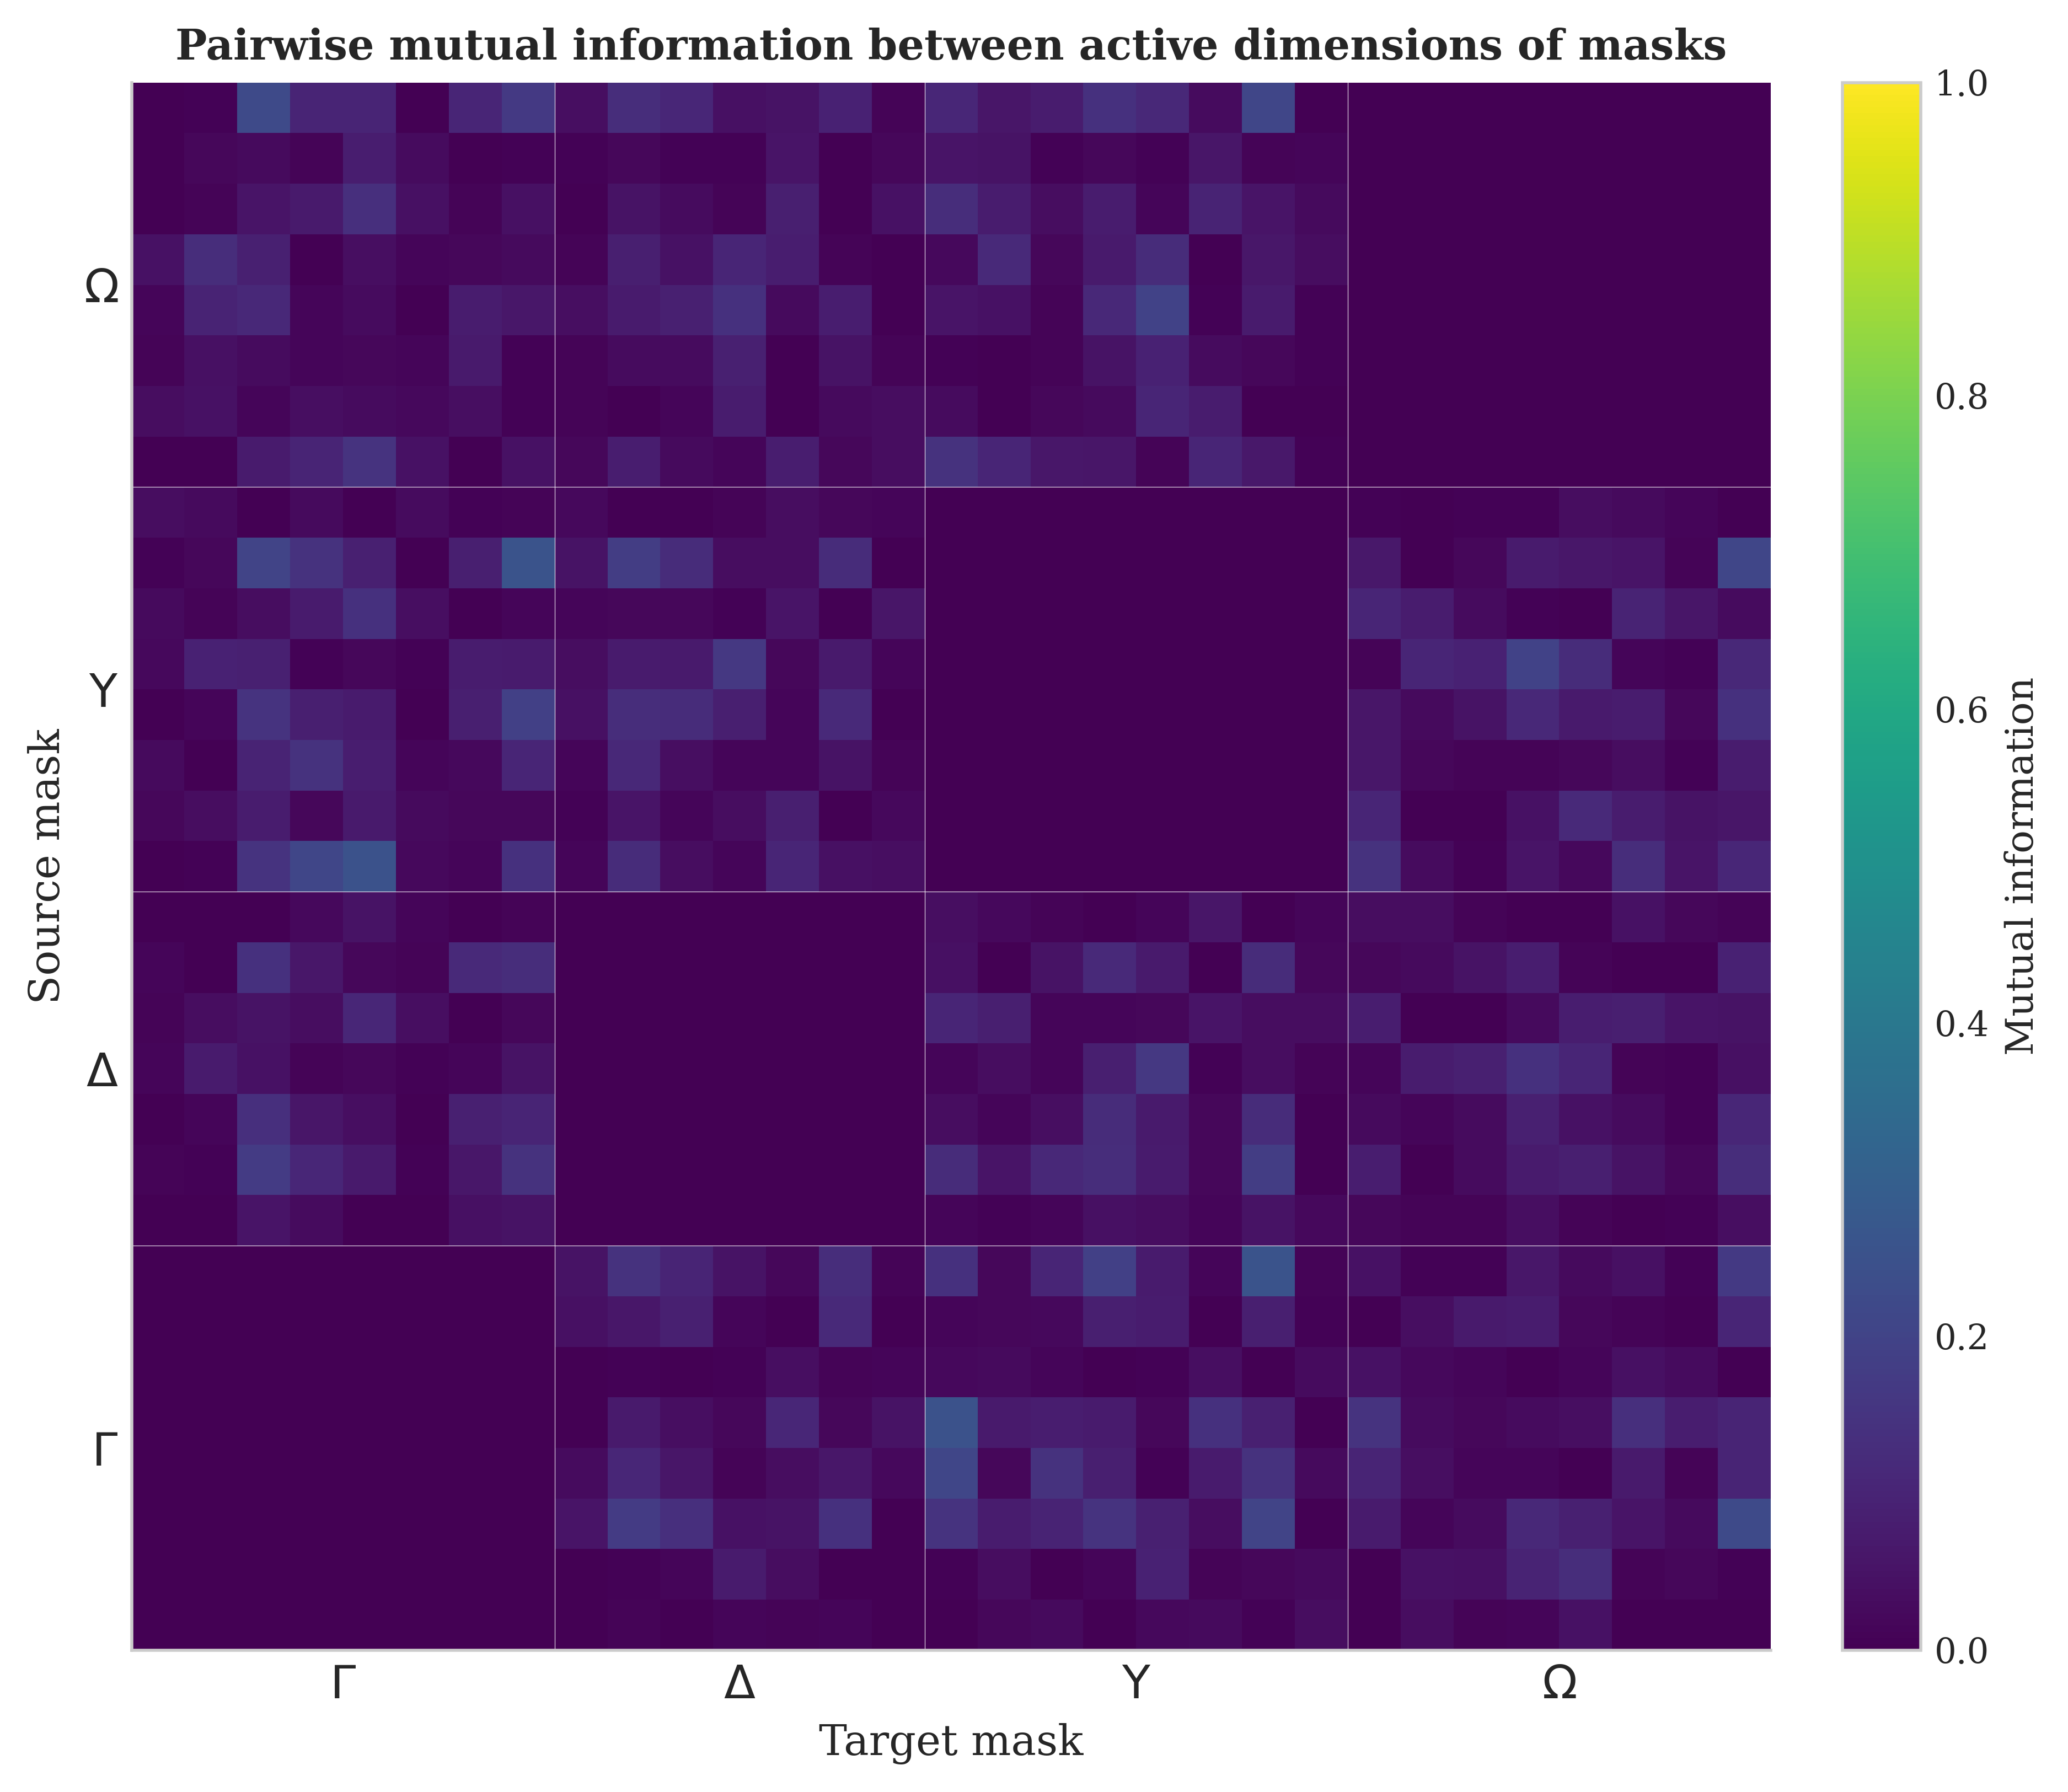 Pairwise mutual information between active dimensions of masks
Source mask
Ω
Υ
Δ
Γ
Γ
Δ
Υ
Ω
Target mask
1.0
0.8
0.6
0.4
0.2
0.0
Mutual information